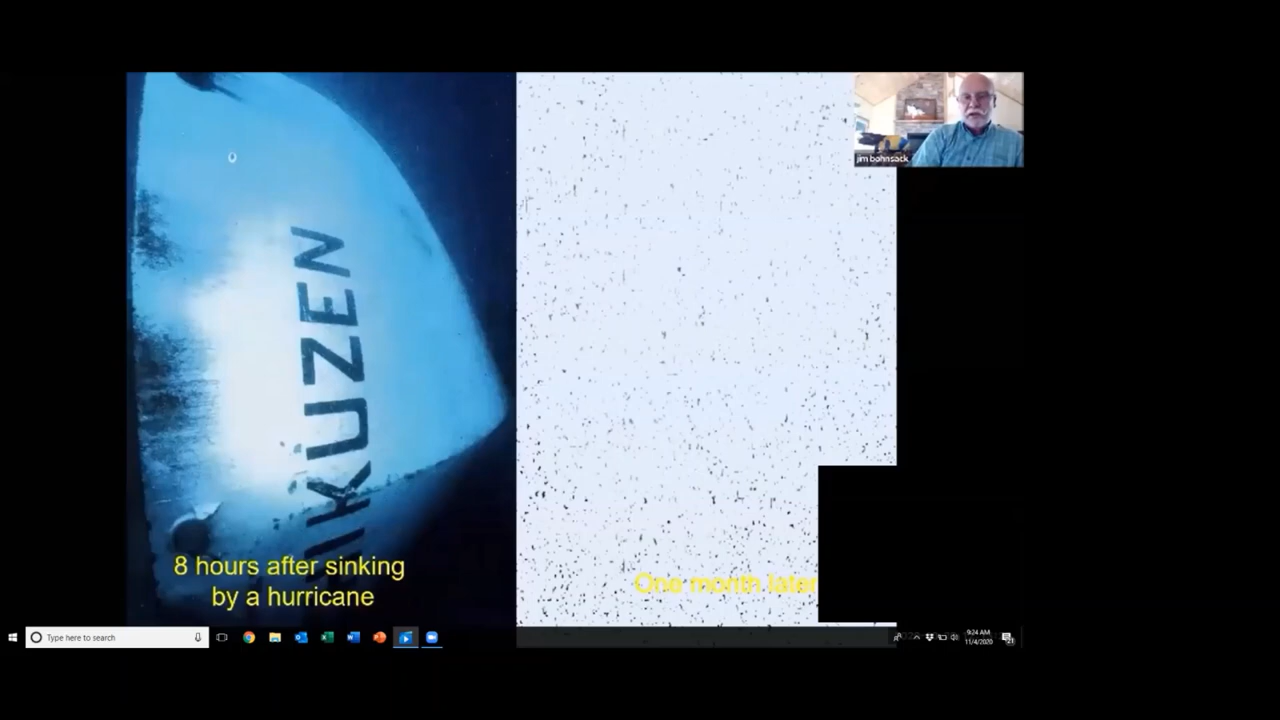 jim bohnsack
AIKUZEN
8 hours after sinking
by a hurricane
One month later
Type here to search
9:24 AM
11/4/2020